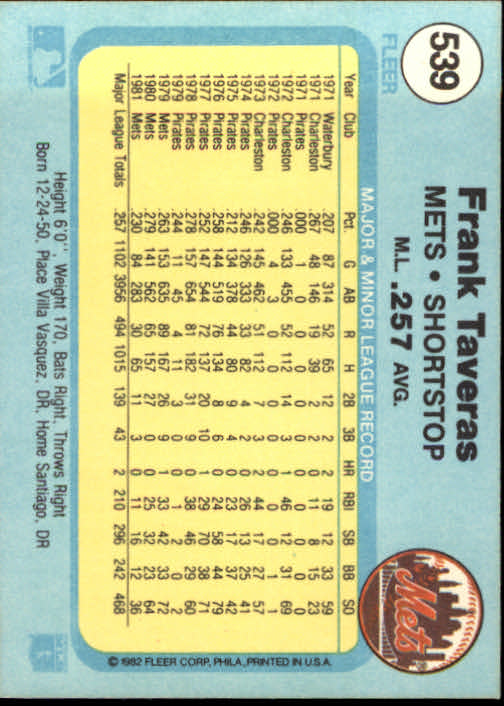 539
FLEER
Frank Taveras
METS • SHORTSTOP
M.L. .257 AVG.
Mets
MAJOR & MINOR LEAGUE RECORD
Year Club Pct. G AB R H 2B 3B HR RBI SB BB SO
1971 Waterbury .207 87 314 52 65 12 2 2 19 12 33 59
1971 Charleston .267 48 146 19 39 2 2 0 11 8 15 23
1971 Pirates .000 1 0 0 0 0 0 0 0 0 0 0
1972 Charleston .246 133 455 52 112 14 3 1 46 12 31 69
1972 Pirates .000 4 3 0 0 0 0 0 0 0 1 1
1973 Charleston .242 145 462 51 112 7 3 2 44 17 27 57
1974 Pirates .246 126 333 33 82 4 2 0 26 13 25 41
1975 Pirates .212 134 378 44 80 9 4 0 23 17 37 42
1976 Pirates .258 144 519 76 134 8 6 0 24 58 44 79
1977 Pirates .252 147 544 72 137 20 10 1 29 70 38 71
1978 Pirates .278 157 654 81 182 31 9 0 38 46 29 60
1979 Pirates .244 11 45 4 11 3 0 0 1 2 0 2
1979 Mets .263 153 635 89 167 26 9 1 33 42 33 72
1980 Mets .279 141 562 65 157 27 0 0 25 32 23 64
1981 Mets .230 84 283 30 65 11 3 0 11 16 12 36
Major League Totals .257 1102 3956 494 1015 139 43 2 210 296 242 468
© 1982 FLEER CORP., PHILA., PRINTED IN U.S.A.
Height 6'0" Weight 170, Bats Right, Throws Right
Born 12-24-50, Place Villa Vasquez, DR, Home Santiago, DR